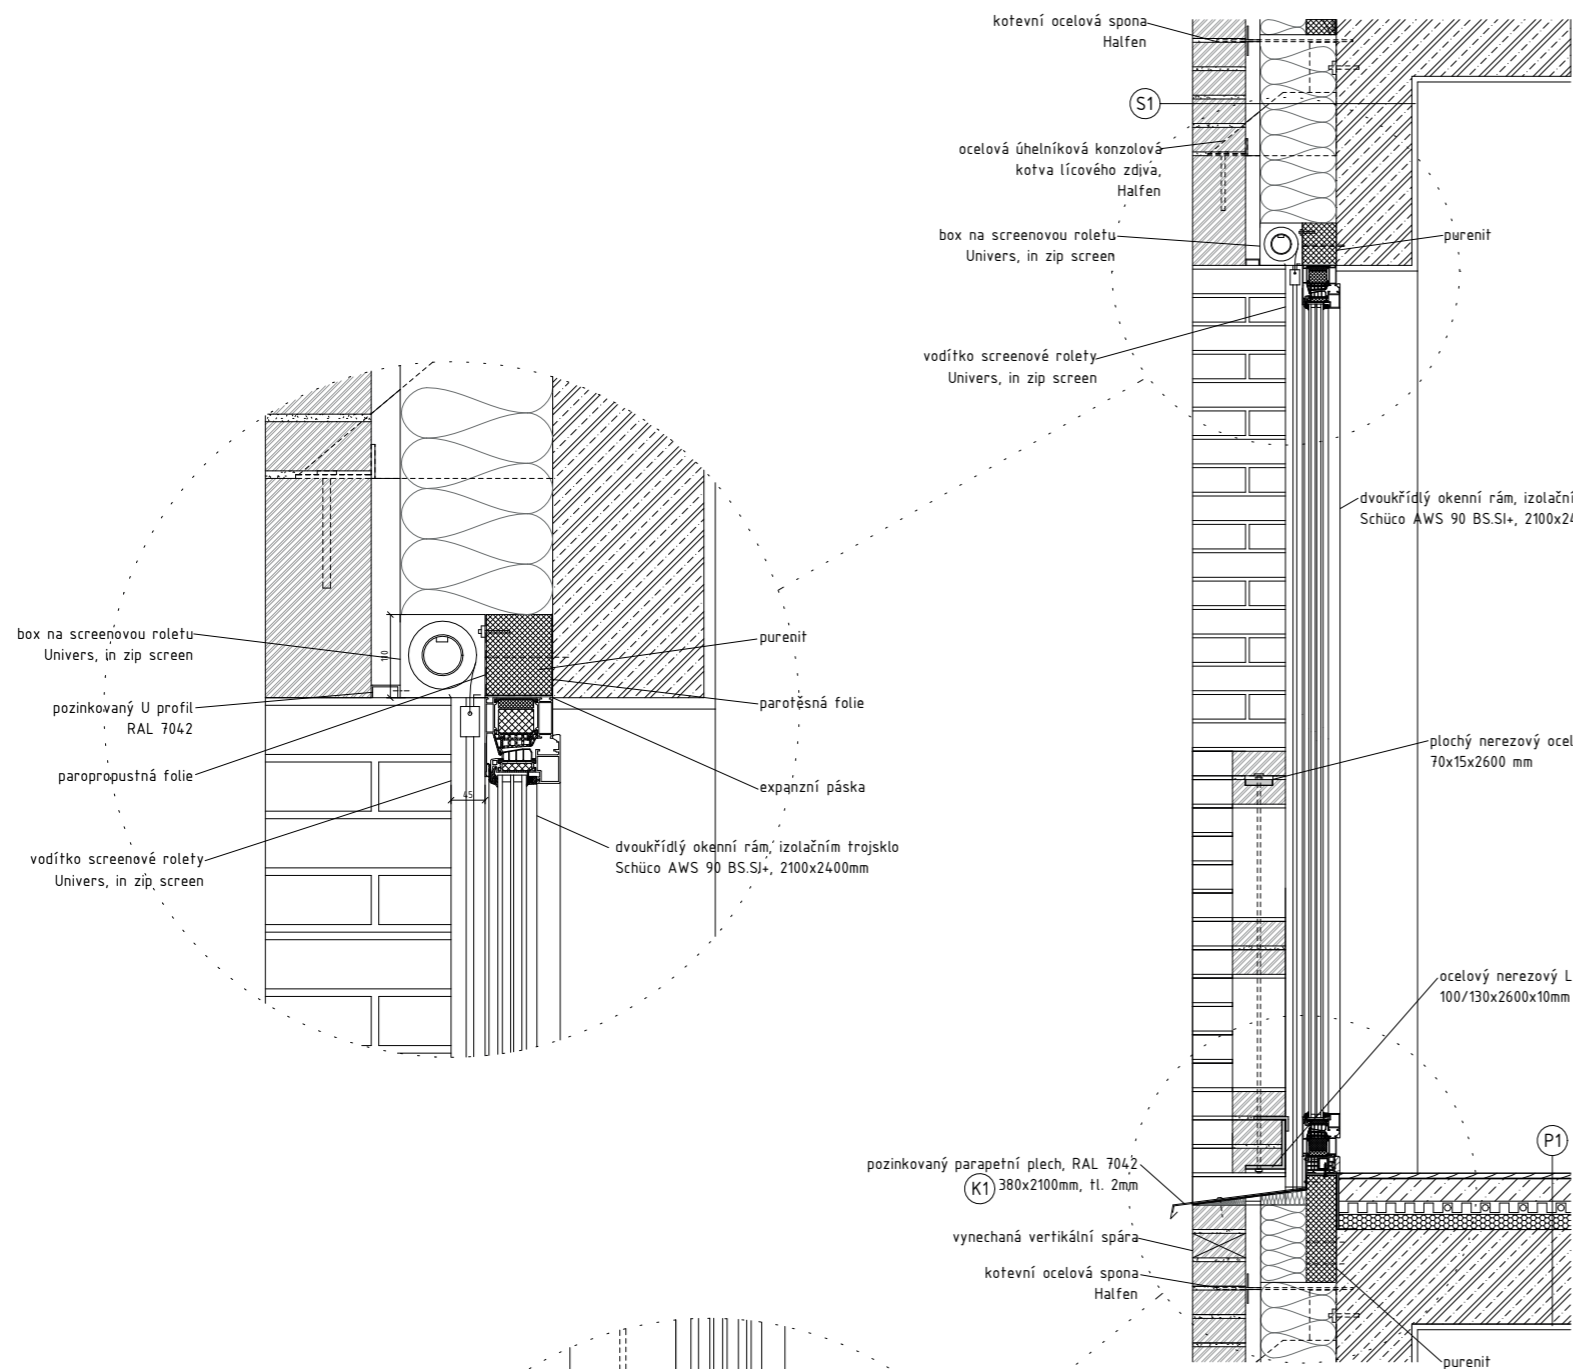 kotevní ocelová spona
Halfen
S1
ocelová úhelníková konzolová
kotva lícového zdiva,
Halfen
box na screenovou roletu
Univers, in zip screen
purenit
vodítko screenové rolety
Univers, in zip screen
dvoukřídlý okenní rám, izolační
Schüco AWS 90 BS.SI+, 2100x24
box na screenovou roletu
Univers, in zip screen
110
purenit
pozinkovaný U profil
RAL 7042
parotěsná folie
paropropustná folie
45
expanzní páska
vodítko screenové rolety
Univers, in zip screen
dvoukřídlý okenní rám, izolačním trojsklo
Schüco AWS 90 BS.SI+, 2100x2400mm
plochý nerezový ocel
70x15x2600 mm
ocelový nerezový L
100/130x2600x10mm
P1
pozinkovaný parapetní plech, RAL 7042
K1 380x2100mm, tl. 2mm
vynechaná vertikální spára
kotevní ocelová spona
Halfen
purenit